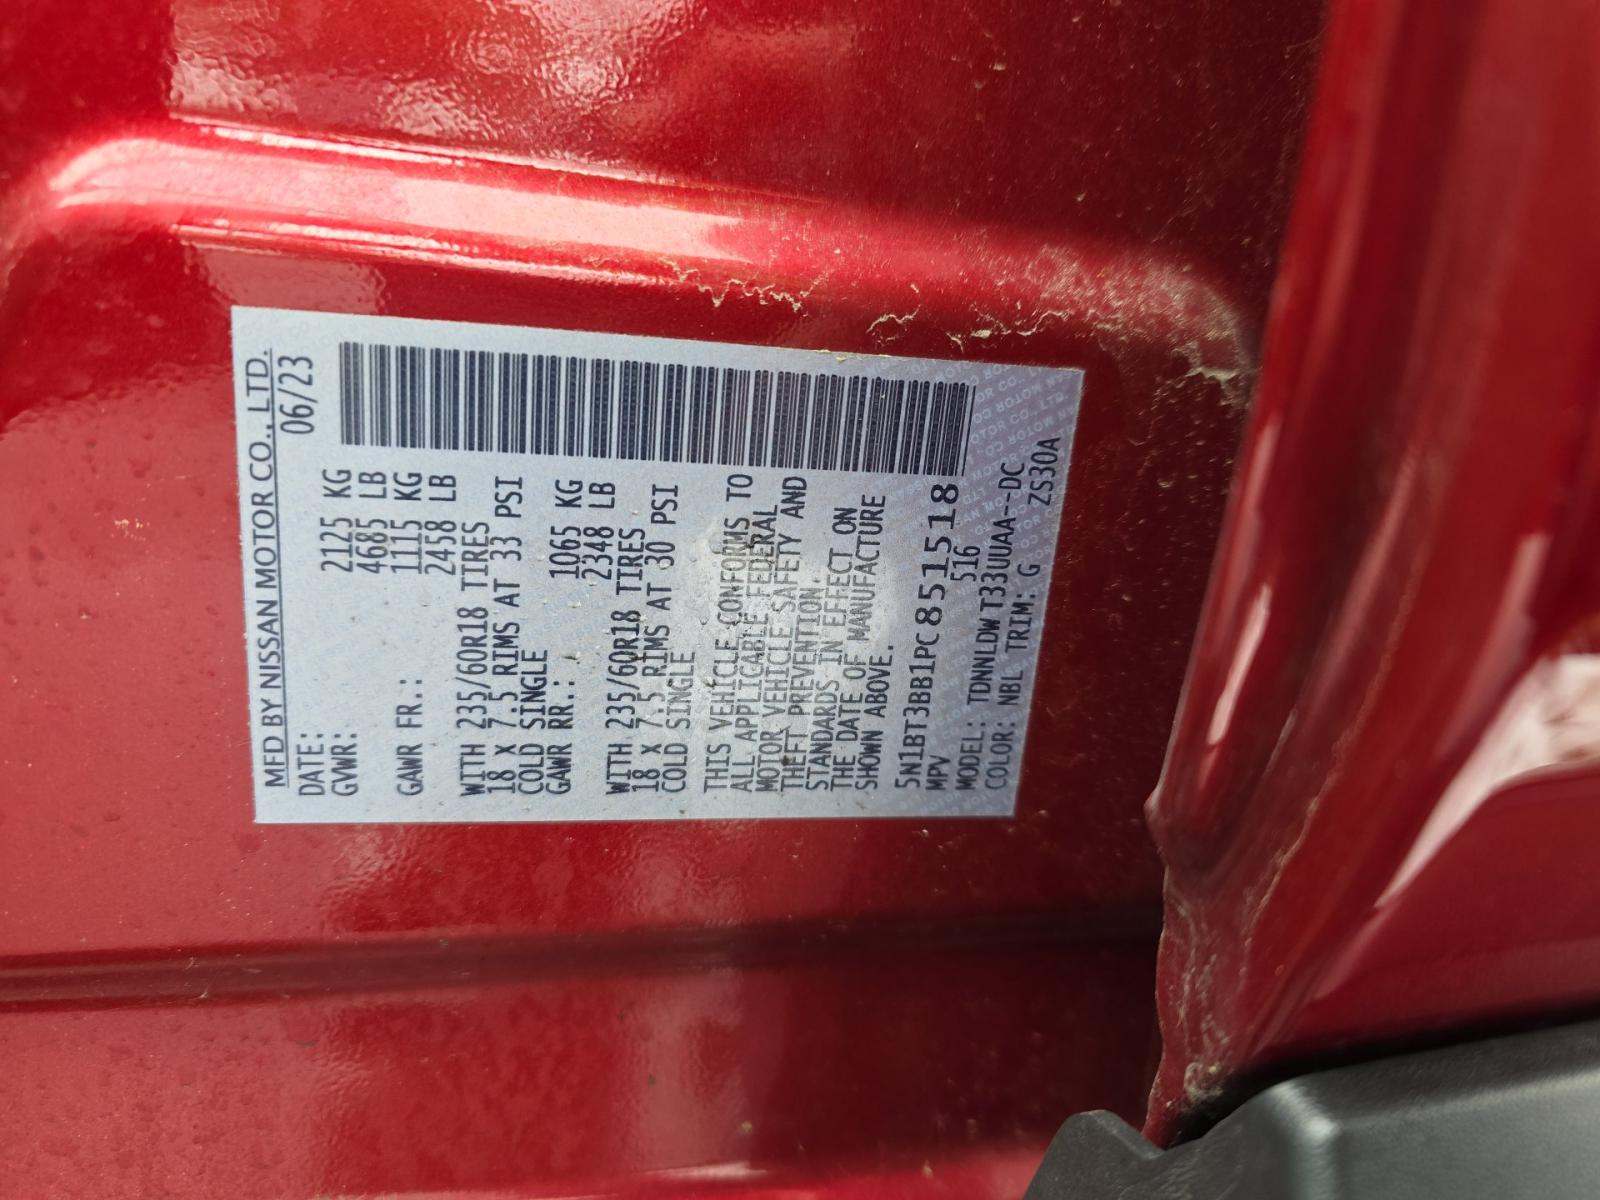 MFD BY NISSAN MOTOR CO., LTD.
DATE: 06/23
GVWR: 2125 KG
4685 LB
GAWR FR.: 1115 KG
2458 LB
WITH 235/60R18 TIRES
18 X 7.5 RIMS AT 33 PSI
COLD SINGLE
GAWR RR.: 1065 KG
2348 LB
WITH 235/60R18 TIRES
18 X 7.5 RIMS AT 30 PSI
COLD SINGLE
THIS VEHICLE CONFORMS TO
ALL APPLICABLE FEDERAL
MOTOR VEHICLE SAFETY AND
THEFT PREVENTION.
STANDARDS IN EFFECT ON
THE DATE OF MANUFACTURE
SHOWN ABOVE.
5N1BT3BB1PC851518
MPV 516
MODEL: TDNNLDW T33UUAA--DC
COLOR: NBL TRIM: G ZS30A